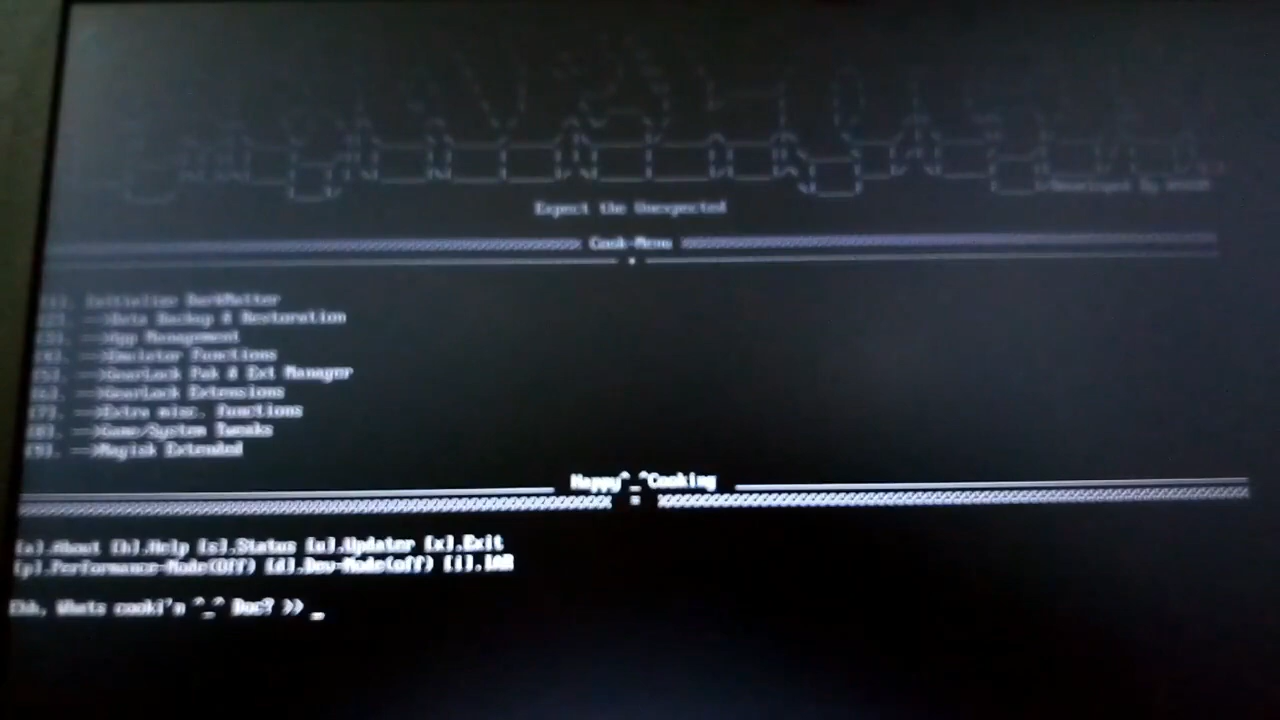 Expect the Unexpected
Cook-Menu
[1]. Initialize DarkMatter
[2]. -->Data Backup & Restoration
[3]. -->App Management
[4]. -->Emulator Functions
[5]. -->GearLock Pak & Ext Manager
[6]. -->GearLock Extensions
[7]. -->Extra misc. functions
[8]. -->Game/System Tweaks
[9]. -->Magisk Extended
Happy^_^Cooking
[a].About [h].Help [s].Status [u].Updater [x].Exit
[p].Performance-Mode(Off) [d].Dev-Mode(off) [i].IAR
Ehh, Whats cooki'n ^_^ Doc? >> _